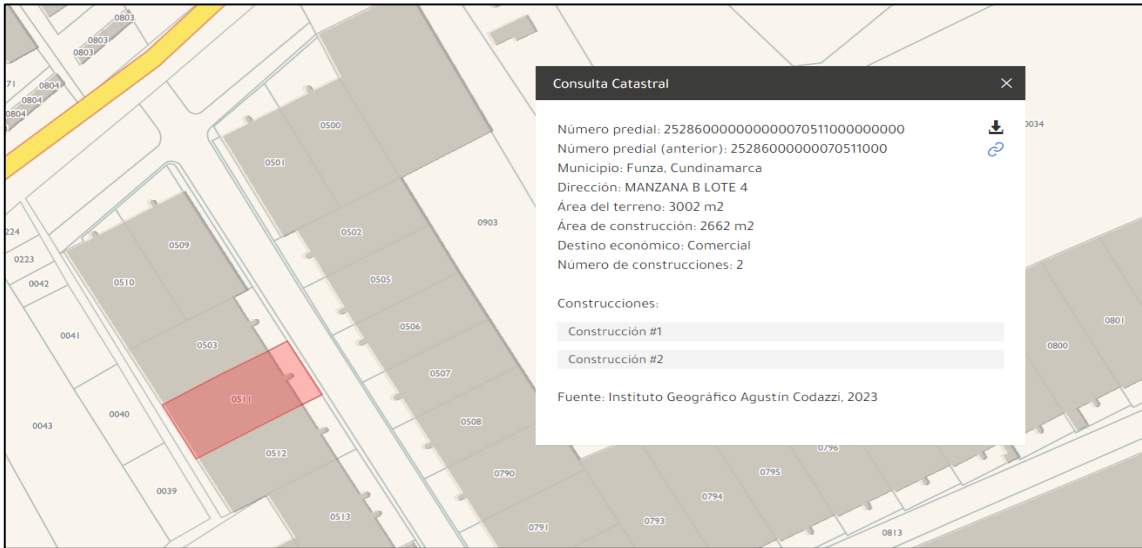 0803
0803
0803
71
0804
0804
0804
0500
0501
0034
224
0509
0903
0502
0223
0042
0510
0505
0041
0503
0506
0801
0800
0507
0511
0040
0043
0508
0512
0796
0790
0795
0039
0794
0513
0791
0793
0813
Consulta Catastral
Número predial: 252860000000000070511000000000
Número predial (anterior): 25286000000070511000
Municipio: Funza, Cundinamarca
Dirección: MANZANA B LOTE 4
Área del terreno: 3002 m2
Área de construcción: 2662 m2
Destino económico: Comercial
Número de construcciones: 2
Construcciones:
Construcción #1
Construcción #2
Fuente: Instituto Geográfico Agustín Codazzi, 2023